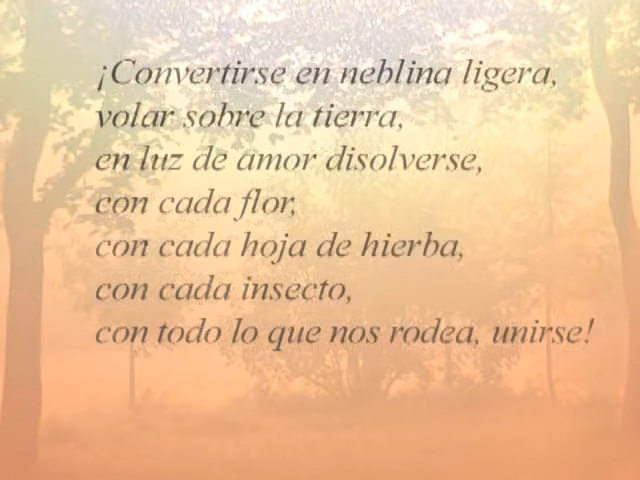 ¡Convertirse en neblina ligera,
volar sobre la tierra,
en luz de amor disolverse,
con cada flor,
con cada hoja de hierba,
con cada insecto,
con todo lo que nos rodea, unirse!